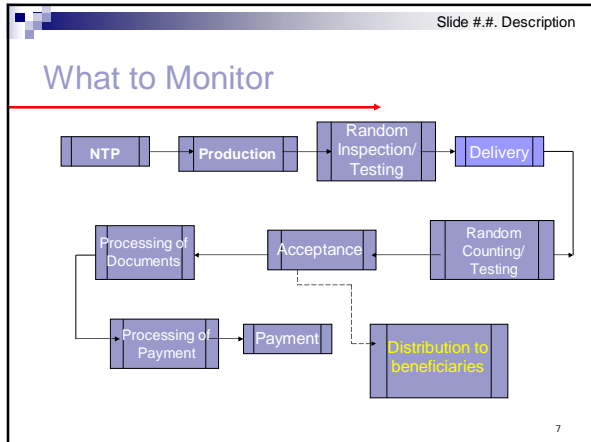 Slide #.#. Description
What to Monitor
NTP
Production
Random
Inspection/
Testing
Delivery
Random
Counting/
Testing
Acceptance
Processing of
Documents
Processing of
Payment
Payment
Distribution to
beneficiaries
7